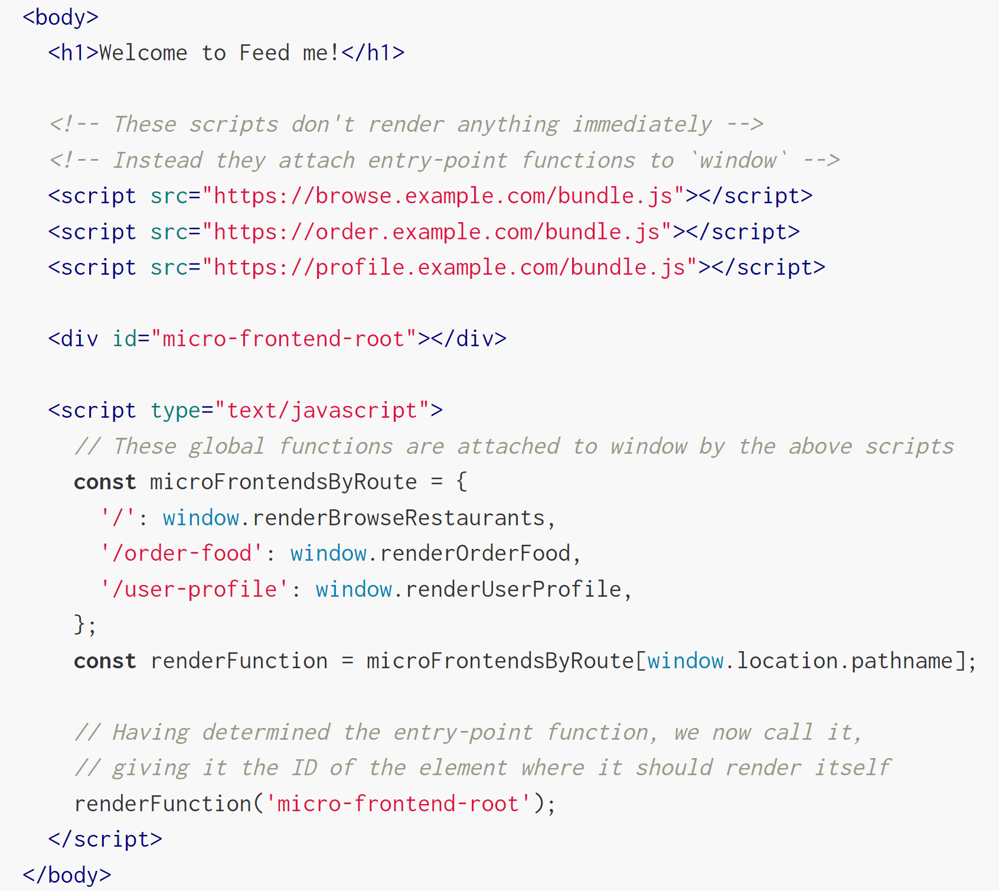 <body>
  <h1>Welcome to Feed me!</h1>

  <!-- These scripts don't render anything immediately -->
  <!-- Instead they attach entry-point functions to `window` -->
  <script src="https://browse.example.com/bundle.js"></script>
  <script src="https://order.example.com/bundle.js"></script>
  <script src="https://profile.example.com/bundle.js"></script>

  <div id="micro-frontend-root"></div>

  <script type="text/javascript">
    // These global functions are attached to window by the above scripts
    const microFrontendsByRoute = {
      '/': window.renderBrowseRestaurants,
      '/order-food': window.renderOrderFood,
      '/user-profile': window.renderUserProfile,
    };
    const renderFunction = microFrontendsByRoute[window.location.pathname];

    // Having determined the entry-point function, we now call it,
    // giving it the ID of the element where it should render itself
    renderFunction('micro-frontend-root');
  </script>
</body>